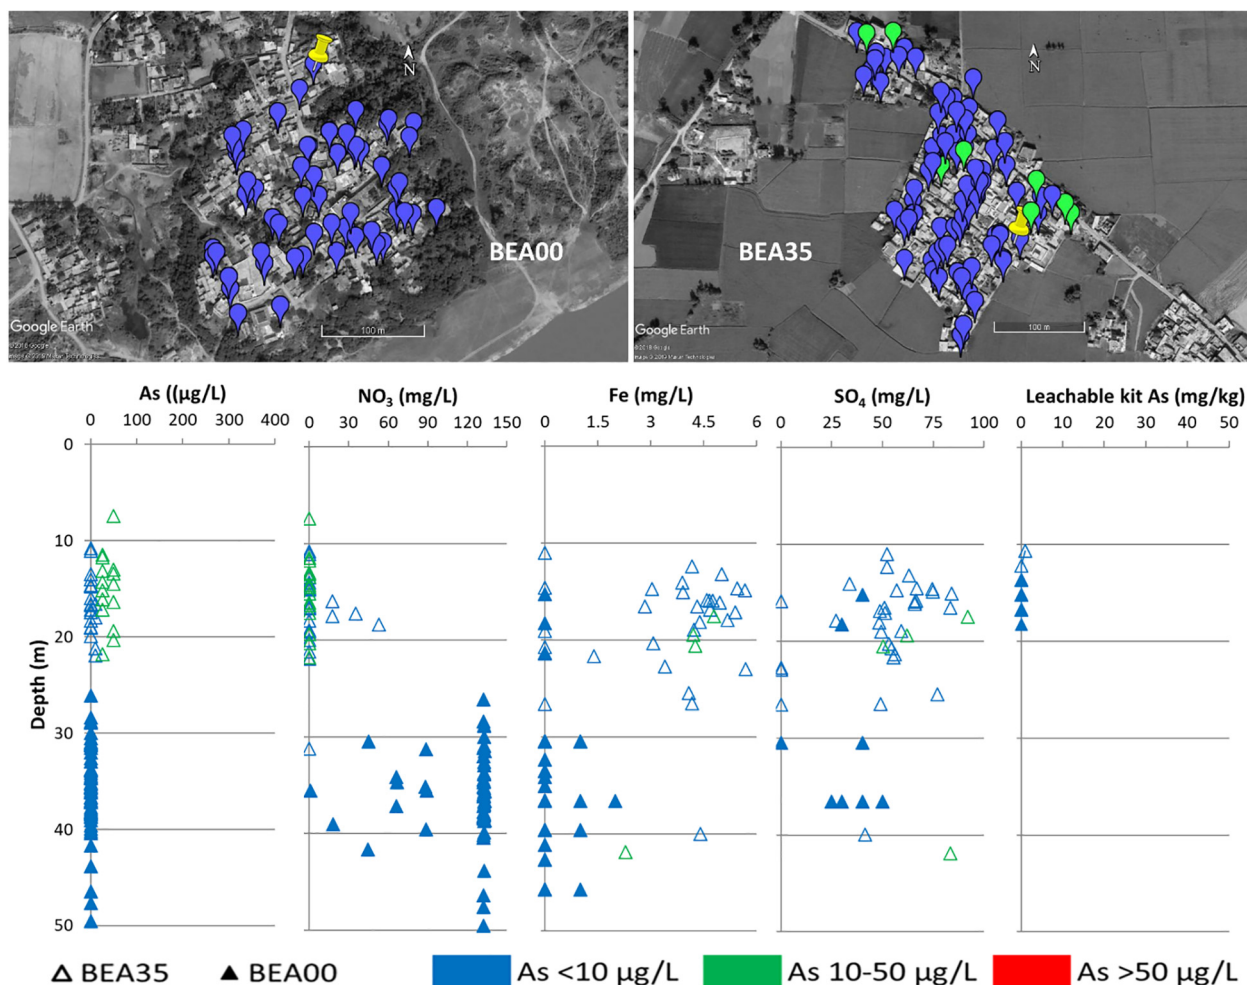 N
BEA00
Google Earth
100 m
N
BEA35
Google Earth
100 m
As ((µg/L)
0 100 200 300 400
NO3 (mg/L)
0 30 60 90 120 150
Fe (mg/L)
0 1.5 3 4.5 6
SO4 (mg/L)
0 25 50 75 100
Leachable kit As (mg/kg)
0 10 20 30 40 50
Depth (m)
0
10
20
30
40
50
BEA35 BEA00 As <10 µg/L As 10-50 µg/L As >50 µg/L